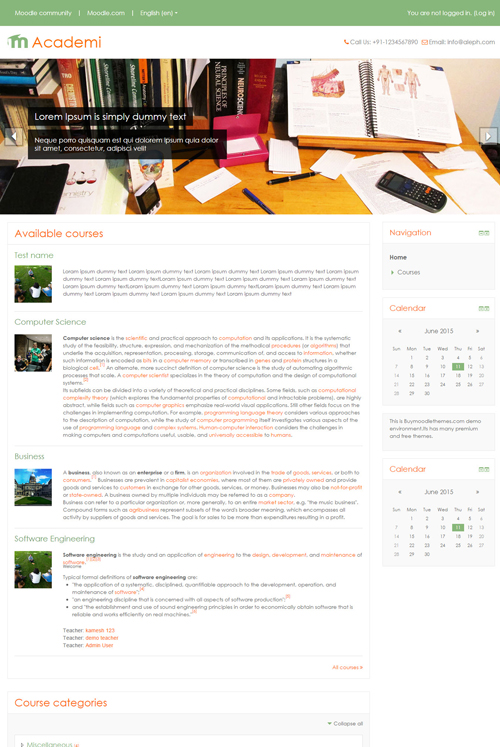 Moodle community | Moodle.com | English (en)
You are not logged in. (Log in)
Academi
Call Us: +91-1234567890 Email: info@aleph.com
PRINCIPLES OF
NEUROSCIENCE
Lorem Ipsum is simply dummy text
Neque porro quisquam est qui dolorem ipsum quia dolor
sit amet, consectetur, adipisci velit
Available courses
Test name
Lorem Ipsum dummy text Loram Ipsum dummy text Loram Ipsum dummy text Loram Ipsum dummy text Loram Ipsum
dummy text Loram Ipsum dummy text Loram Ipsum dummy text Loram Ipsum dummy text Loram Ipsum dummy text Loram
Ipsum dummy text Loram Ipsum dummy text Loram Ipsum dummy text Loram Ipsum dummy text Loram Ipsum dummy text
Loram Ipsum dummy text Loram Ipsum dummy text Loram Ipsum dummy text
Computer Science
Computer science is the scientific and practical approach to computation and its applications. It is the systematic
study of the feasibility, structure, expression, and mechanization of the methodical procedures (or algorithms) that
underlie the acquisition, representation, processing, storage, communication of, and access to information, whether
such information is encoded as bits in a computer memory or transcribed in genes and protein structures in a
biological cell.[1] An alternate, more succinct definition of computer science is the study of automating algorithmic
processes that scale. A computer scientist specializes in the theory of computation and the design of computational
systems.[2]
Its subfields can be divided into a variety of theoretical and practical disciplines. Some fields, such as computational
complexity theory (which explores the fundamental properties of computational and intractable problems), are highly
abstract, while fields such as computer graphics emphasize real-world visual applications. Still other fields focus on the
challenges in implementing computation. For example, programming language theory considers various approaches
to the description of computation, while the study of computer programming itself investigates various aspects of the
use of programming language and complex systems. Human-computer interaction considers the challenges in
making computers and computations useful, usable, and universally accessible to humans.
Business
A business, also known as an enterprise or a firm, is an organization involved in the trade of goods, services, or both to
consumers.[1] Businesses are prevalent in capitalist economies, where most of them are privately owned and provide
goods and services to customers in exchange for other goods, services, or money. Businesses may also be not-for-profit
or state-owned. A business owned by multiple individuals may be referred to as a company.
Business can refer to a particular organization or, more generally, to an entire market sector, e.g. "the music business".
Compound forms such as agribusiness represent subsets of the word's broader meaning, which encompasses all
activity by suppliers of goods and services. The goal is for sales to be more than expenditures resulting in a profit.
Software Engineering
Software engineering is the study and an application of engineering to the design, development, and maintenance of
software.[1][2][3]
Welcome
Typical formal definitions of software engineering are:
"the application of a systematic, disciplined, quantifiable approach to the development, operation, and
maintenance of software";[4]
"an engineering discipline that is concerned with all aspects of software production";[5]
and "the establishment and use of sound engineering principles in order to economically obtain software that is
reliable and works efficiently on real machines."[6]
Teacher: kamesh 123
Teacher: demo teacher
Teacher: Admin User
All courses
Course categories
Collapse all
Miscellaneous
Navigation
Home
Courses
Calendar
« June 2015 »
Sun Mon Tue Wed Thu Fri Sat
1 2 3 4 5 6
7 8 9 10 11 12 13
14 15 16 17 18 19 20
21 22 23 24 25 26 27
28 29 30
This is Buymoodlethemes.com demo
environment.Its has many premium
and free themes.
Calendar
« June 2015 »
Sun Mon Tue Wed Thu Fri Sat
1 2 3 4 5 6
7 8 9 10 11 12 13
14 15 16 17 18 19 20
21 22 23 24 25 26 27
28 29 30